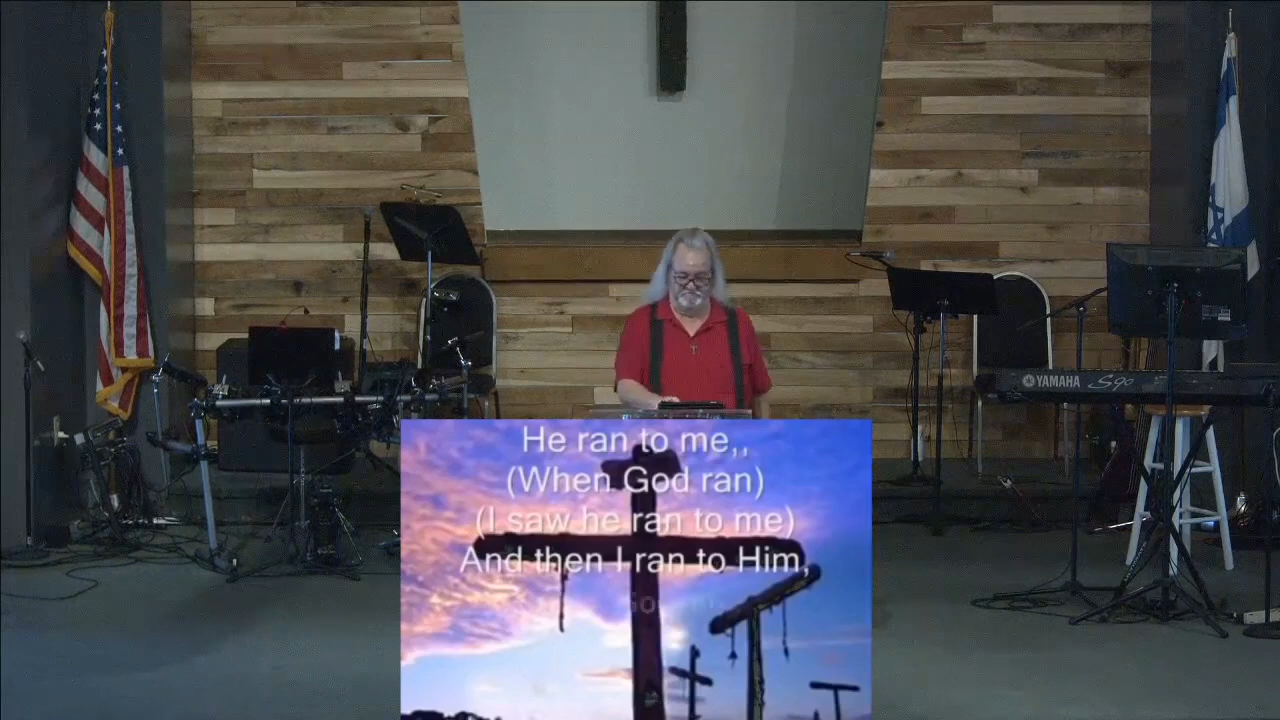 YAMAHA S90
He ran to me,,
(When God ran)
(I saw he ran to me)
And then I ran to Him,